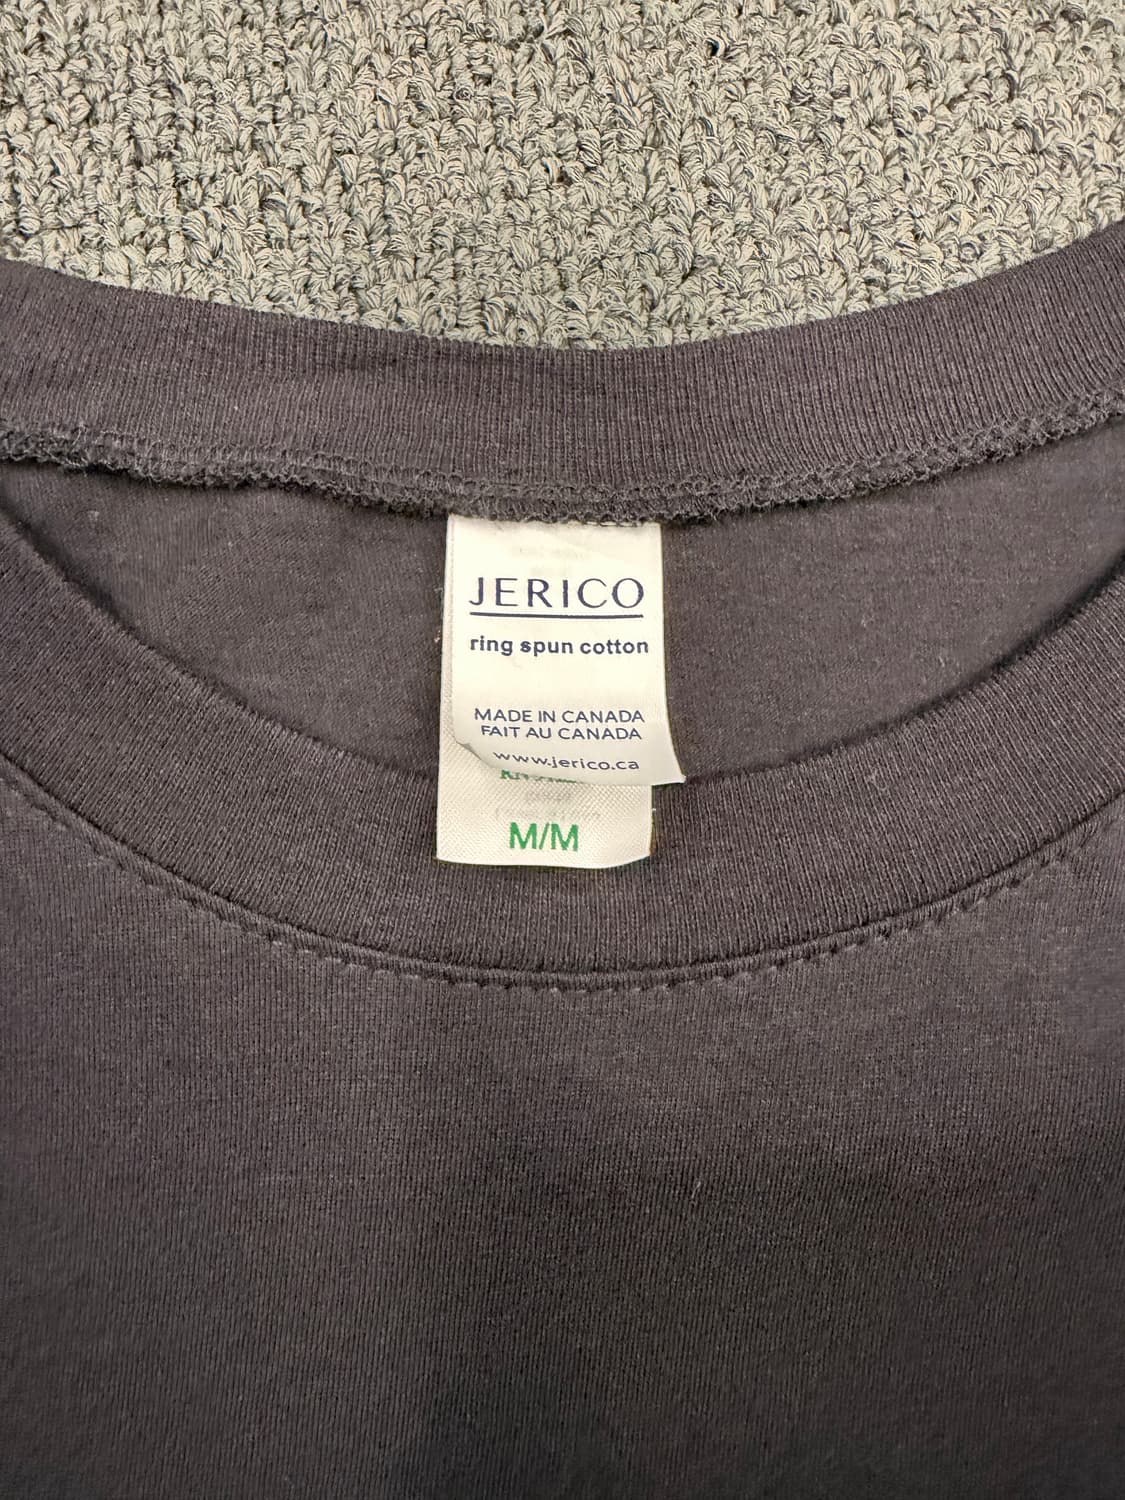 JERICO
ring spun cotton
MADE IN CANADA
FAIT AU CANADA
www.jerico.ca
M/M